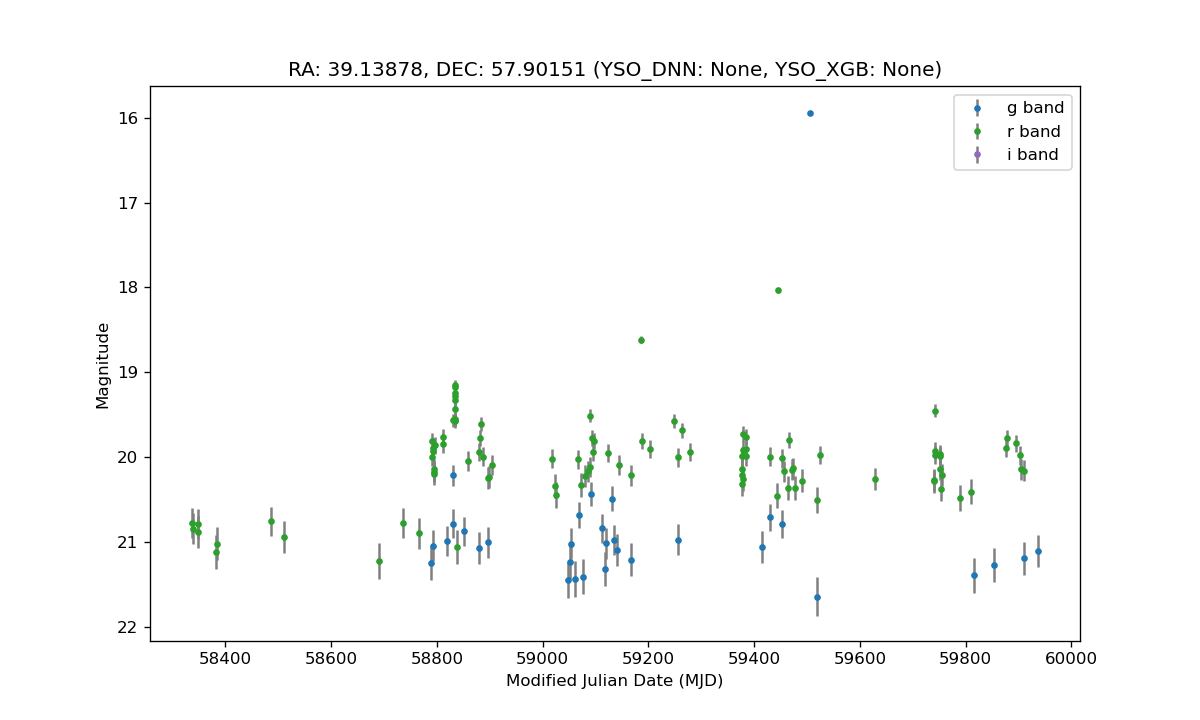 RA: 39.13878, DEC: 57.90151 (YSO_DNN: None, YSO_XGB: None)
g band
r band
i band
16
17
18
19
20
21
22
Magnitude
58400 58600 58800 59000 59200 59400 59600 59800 60000
Modified Julian Date (MJD)